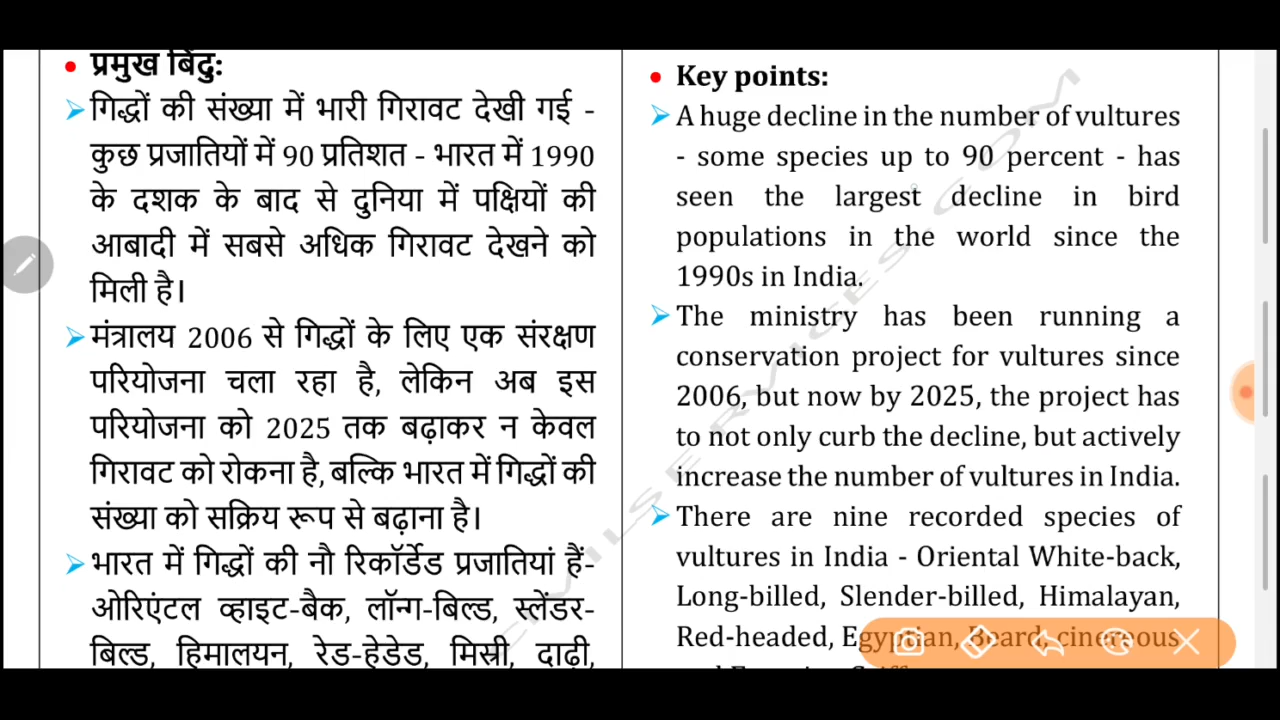 प्रमुख बिंदु:
गिद्धों की संख्या में भारी गिरावट देखी गई -
कुछ प्रजातियों में 90 प्रतिशत - भारत में 1990
के दशक के बाद से दुनिया में पक्षियों की
आबादी में सबसे अधिक गिरावट देखने को
मिली है।
मंत्रालय 2006 से गिद्धों के लिए एक संरक्षण
परियोजना चला रहा है, लेकिन अब इस
परियोजना को 2025 तक बढ़ाकर न केवल
गिरावट को रोकना है, बल्कि भारत में गिद्धों की
संख्या को सक्रिय रूप से बढ़ाना है।
भारत में गिद्धों की नौ रिकॉर्डेड प्रजातियां हैं-
ओरिएंटल व्हाइट-बैक, लॉन्ग-बिल्ड, स्लेंडर-
बिल्ड, हिमालयन, रेड-हेडेड, मिस्री, दाढ़ी,
Key points:
A huge decline in the number of vultures
- some species up to 90 percent - has
seen the largest decline in bird
populations in the world since the
1990s in India.
The ministry has been running a
conservation project for vultures since
2006, but now by 2025, the project has
to not only curb the decline, but actively
increase the number of vultures in India.
There are nine recorded species of
vultures in India - Oriental White-back,
Long-billed, Slender-billed, Himalayan,
Red-headed, Egyptian, Beard, cinereous